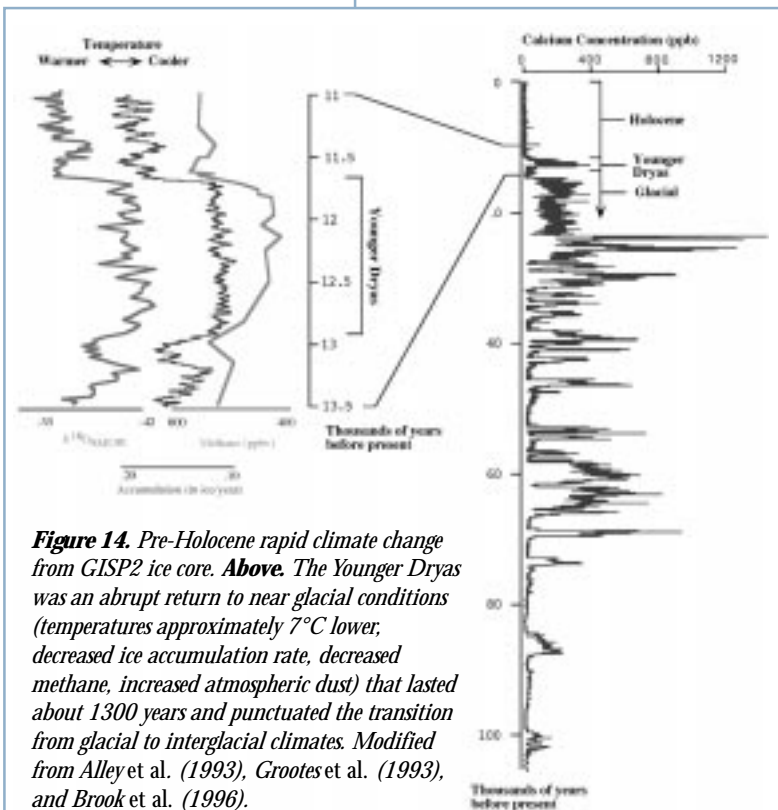 Temperature
Warmer Cooler
Calcium Concentration (ppb)
0 400 800 1200
0
11
11.5
12
12.5
13
13.5
Younger Dryas
Thousands of years
before present
Holocene
Younger
Dryas
Glacial
40
60
80
100
Thousands of years
before present
Methane (ppbv)
Accumulation
Figure 14. Pre-Holocene rapid climate change
from GISP2 ice core. Above. The Younger Dryas
was an abrupt return to near glacial conditions
(temperatures approximately 7°C lower,
decreased ice accumulation rate, decreased
methane, increased atmospheric dust) that lasted
about 1300 years and punctuated the transition
from glacial to interglacial climates. Modified
from Alley et al. (1993), Grootes et al. (1993),
and Brook et al. (1996).